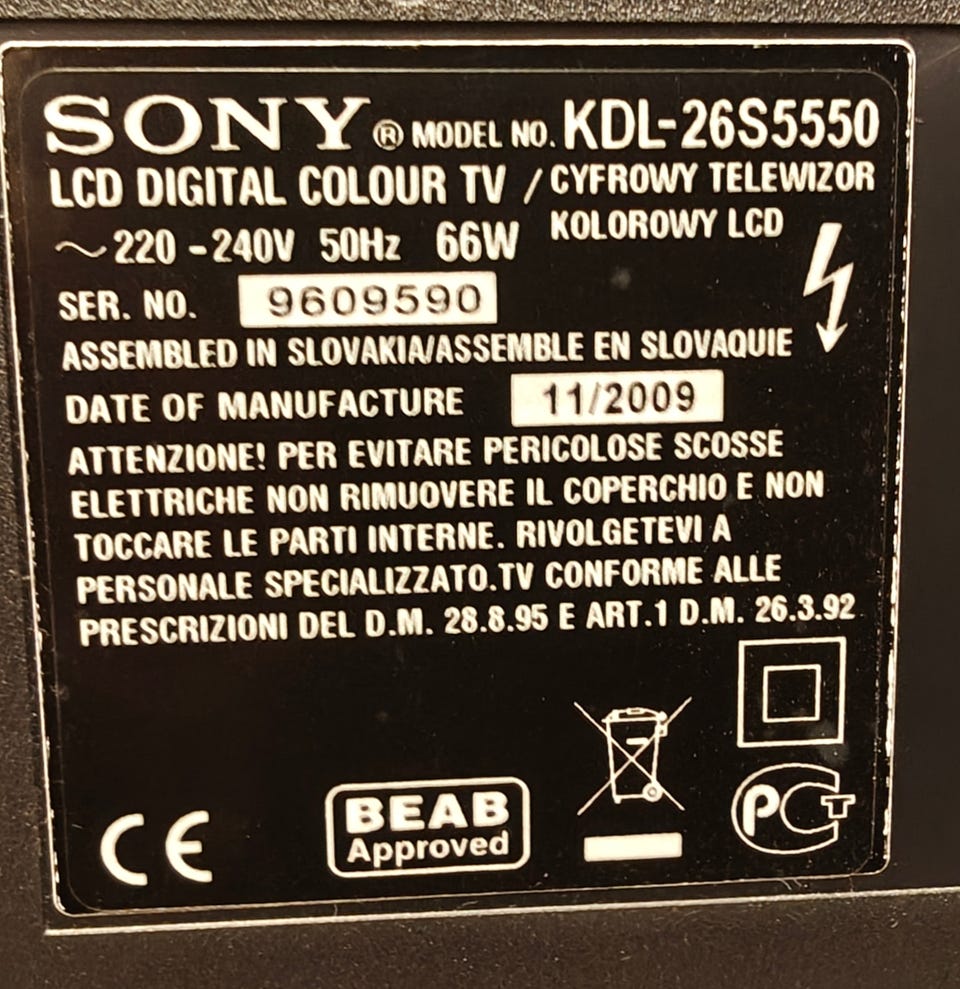 SONY® MODEL NO. KDL-26S5550
LCD DIGITAL COLOUR TV / CYFROWY TELEWIZOR
KOLOROWY LCD
~ 220 - 240V 50Hz 66W
SER. NO. 9609590
ASSEMBLED IN SLOVAKIA/ASSEMBLE EN SLOVAQUIE
DATE OF MANUFACTURE 11/2009
ATTENZIONE! PER EVITARE PERICOLOSE SCOSSE
ELETTRICHE NON RIMUOVERE IL COPERCHIO E NON
TOCCARE LE PARTI INTERNE. RIVOLGETEVI A
PERSONALE SPECIALIZZATO.TV CONFORME ALLE
PRESCRIZIONI DEL D.M. 28.8.95 E ART.1 D.M. 26.3.92
CE
BEAB
Approved
PCT